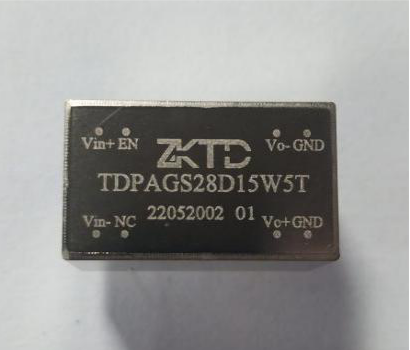 ZKTD
Vin+ EN
Vo- GND
TDPAGS28D15W5T
22052002 01
Vin- NC
Vo+ GND